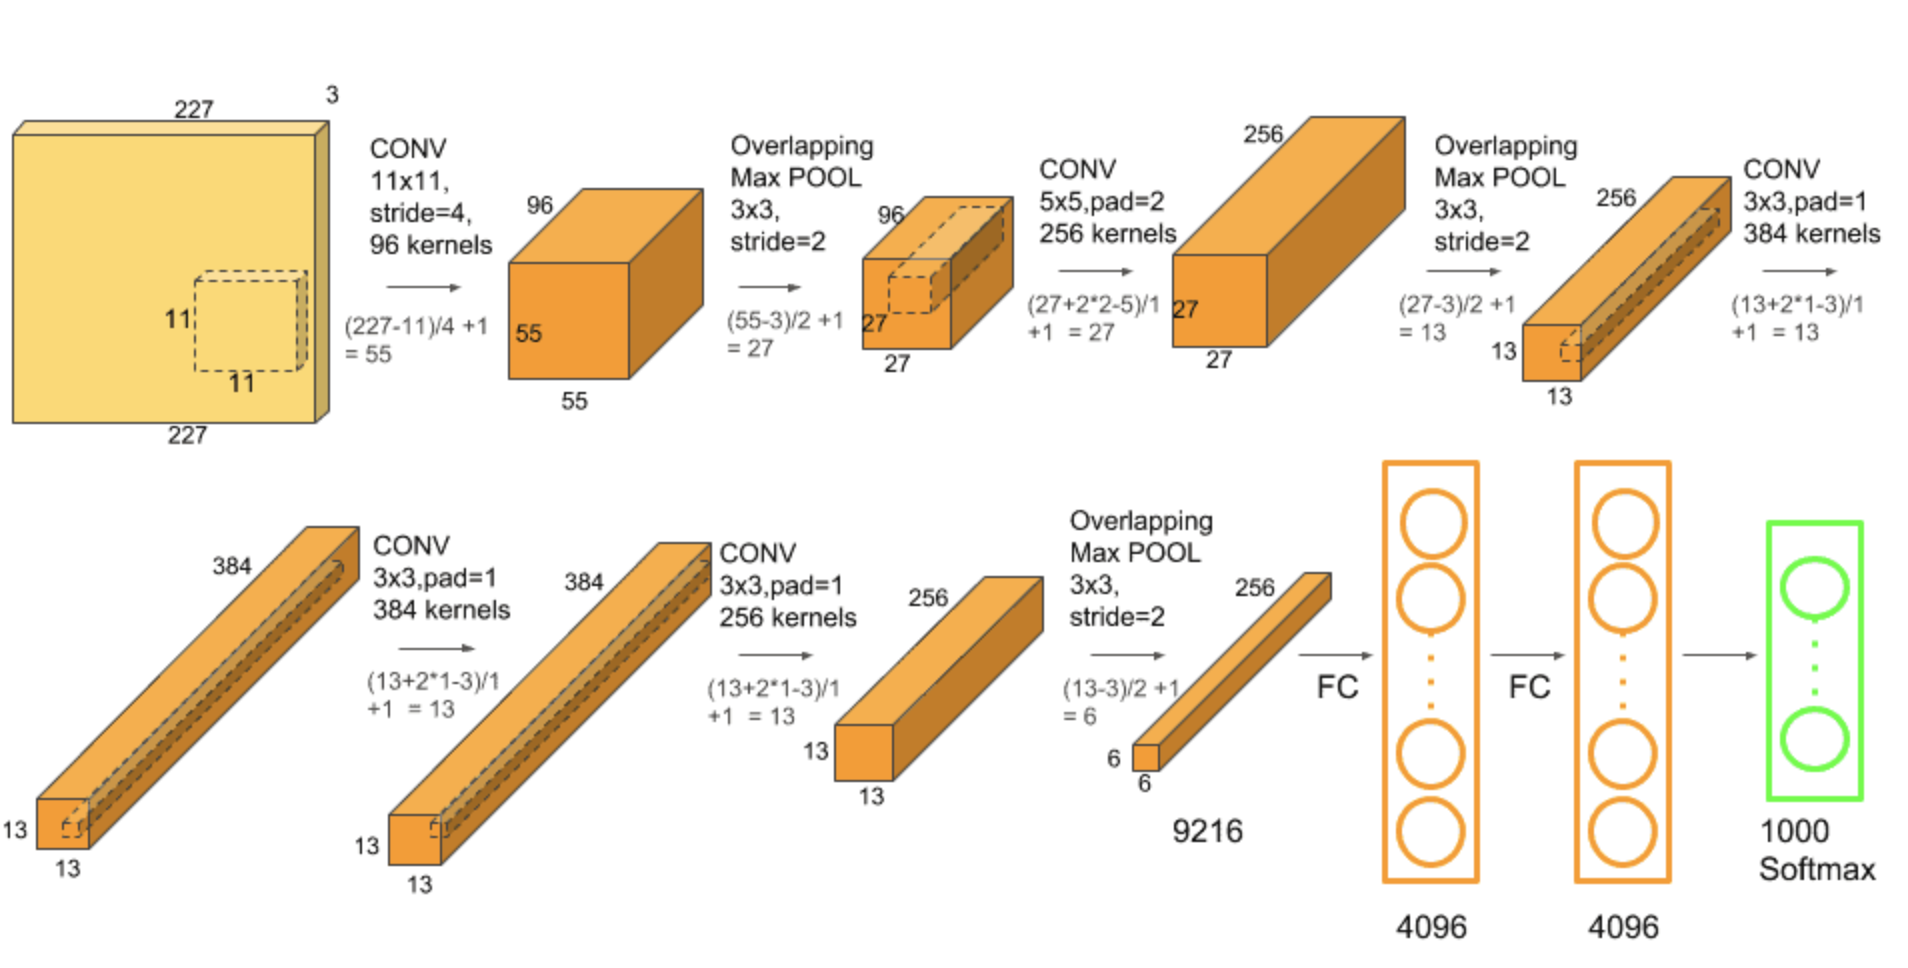 227
3
11
11
227
CONV
11x11,
stride=4,
96 kernels
(227-11)/4 +1
= 55
96
55
55
Overlapping
Max POOL
3x3,
stride=2
(55-3)/2 +1
= 27
96
27
27
CONV
5x5,pad=2
256 kernels
(27+2*2-5)/1
+1 = 27
256
27
27
Overlapping
Max POOL
3x3,
stride=2
(27-3)/2 +1
= 13
256
13
13
CONV
3x3,pad=1
384 kernels
(13+2*1-3)/1
+1 = 13
384
13
13
CONV
3x3,pad=1
384 kernels
(13+2*1-3)/1
+1 = 13
384
13
13
CONV
3x3,pad=1
256 kernels
(13+2*1-3)/1
+1 = 13
256
13
13
Overlapping
Max POOL
3x3,
stride=2
(13-3)/2 +1
= 6
256
6
6
9216
FC
4096
FC
4096
1000
Softmax